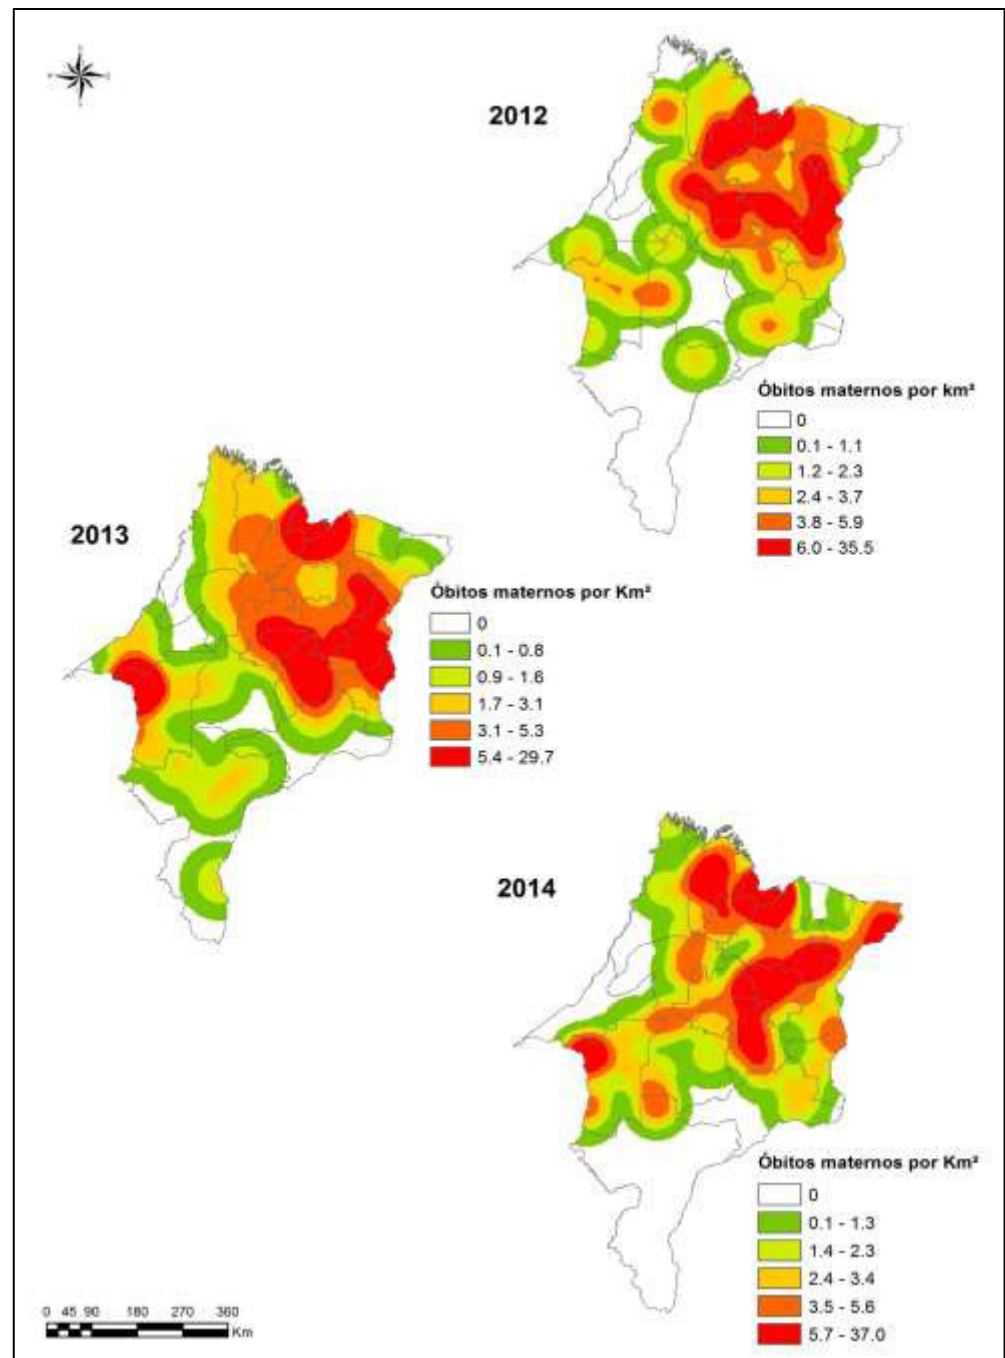 2012
Óbitos maternos por km²
0
0.1 - 1.1
1.2 - 2.3
2.4 - 3.7
3.8 - 5.9
6.0 - 35.5
2013
Óbitos maternos por Km²
0
0.1 - 0.8
0.9 - 1.6
1.7 - 3.1
3.1 - 5.3
5.4 - 29.7
2014
Óbitos maternos por Km²
0
0.1 - 1.3
1.4 - 2.3
2.4 - 3.4
3.5 - 5.6
5.7 - 37.0
0 45 90 180 270 360
Km